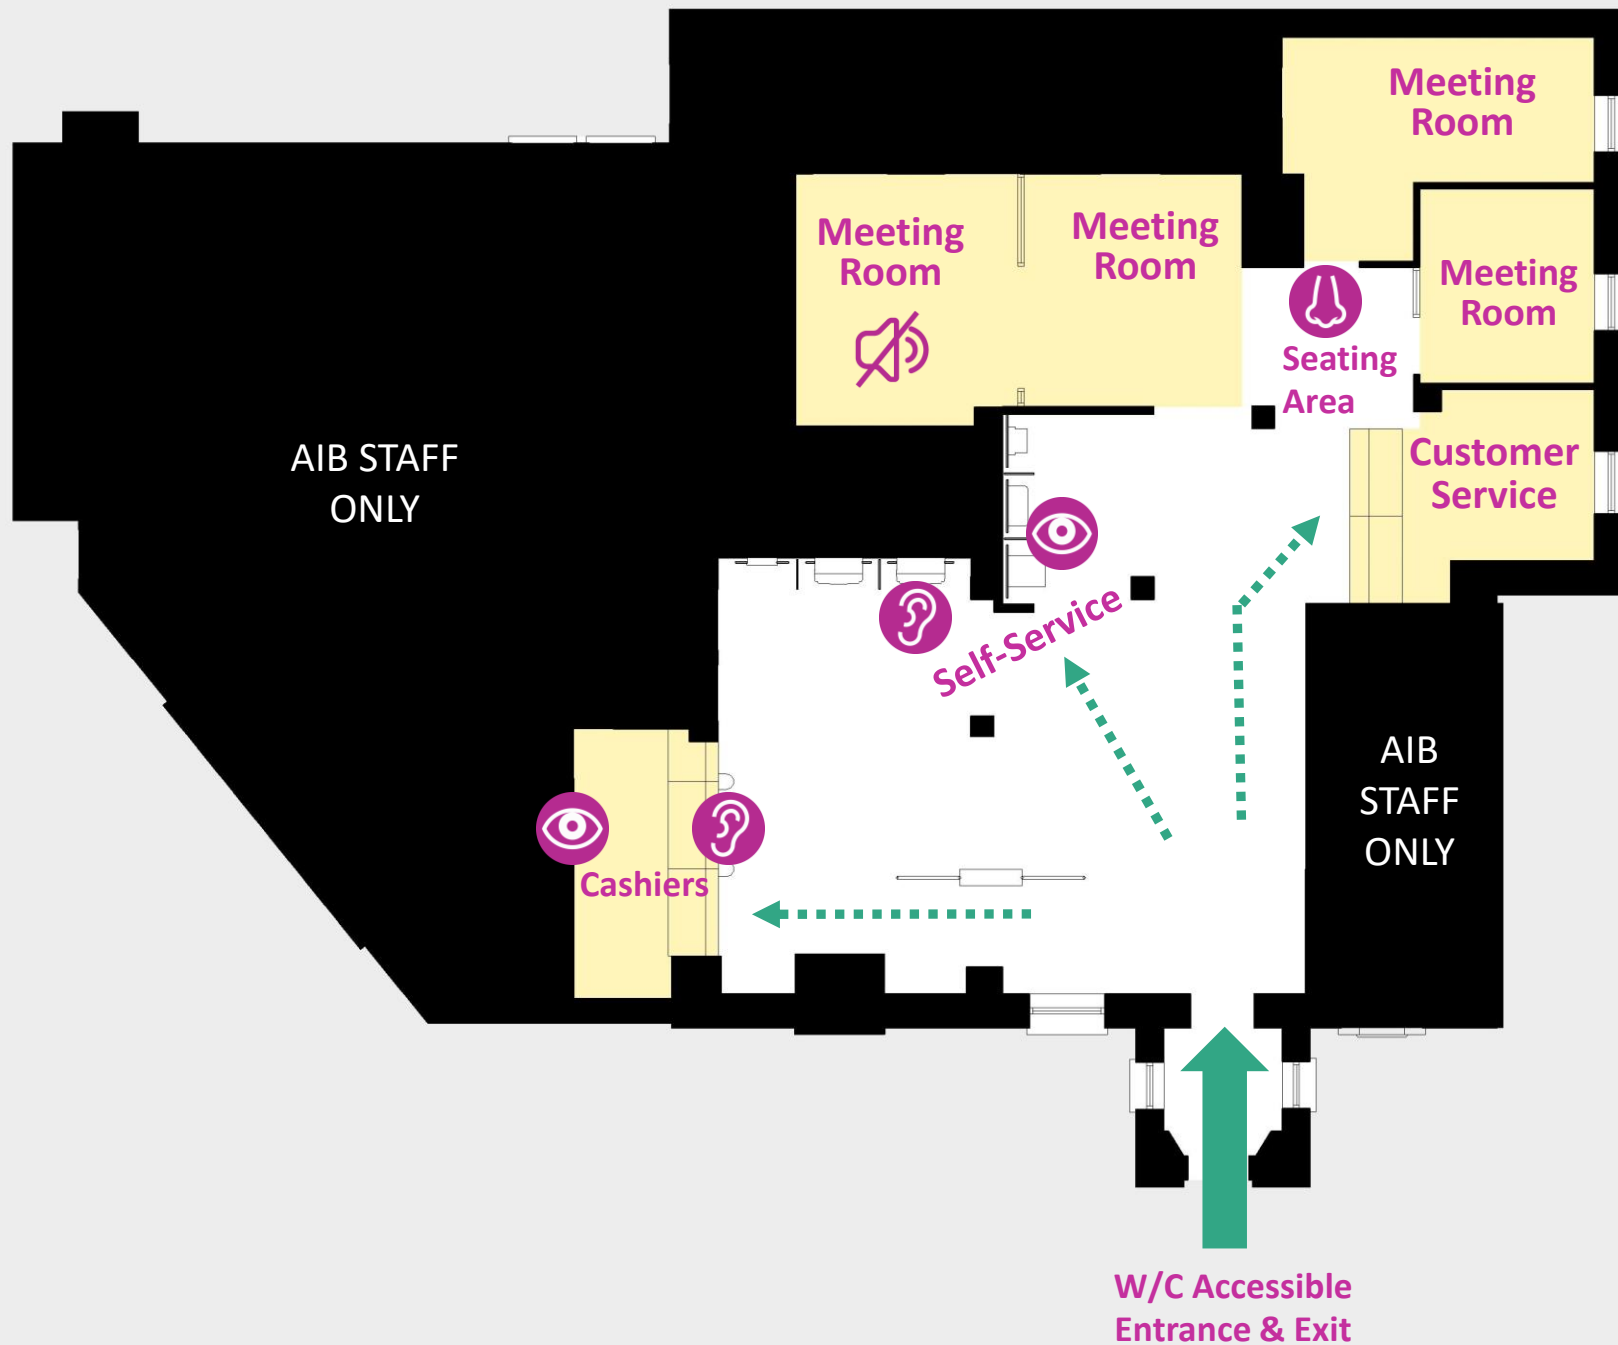 Meeting
Room
Meeting
Room
Meeting
Room
Meeting
Room
Seating
Area
Customer
Service
AIB STAFF
ONLY
Self-Service
AIB
STAFF
ONLY
Cashiers
W/C Accessible
Entrance & Exit